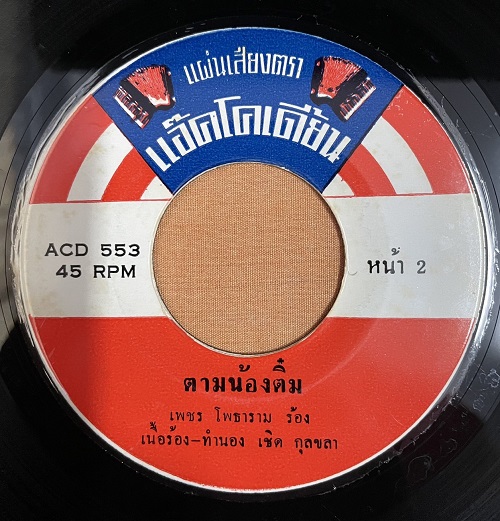 แผ่นเสียงตรา
แอ๊คโคเดียน
ACD 553
45 RPM
หน้า 2
ตามน้องติ๋ม
เพชร โพธาราม ร้อง
เนื้อร้อง-ทำนอง เชิด กุลขลา